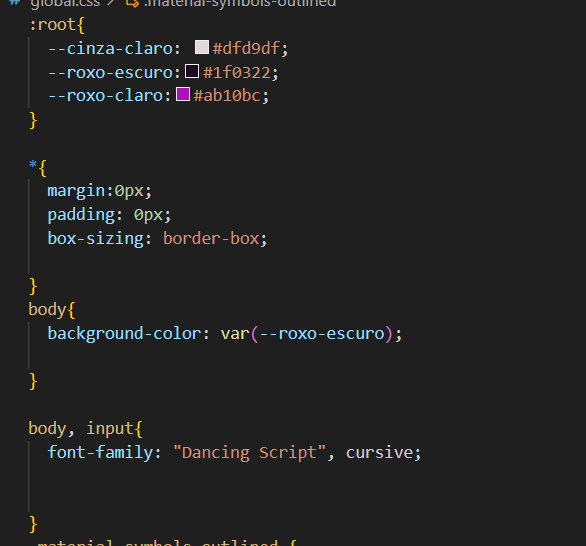 # global.css > .material-symbols-outlined
:root{
--cinza-claro: #dfd9df;
--roxo-escuro:#1f0322;
--roxo-claro:#ab10bc;
}
*{
margin:0px;
padding: 0px;
box-sizing: border-box;
}
body{
background-color: var(--roxo-escuro);
}
body, input{
font-family: "Dancing Script", cursive;
}
.material-symbols-outlined {